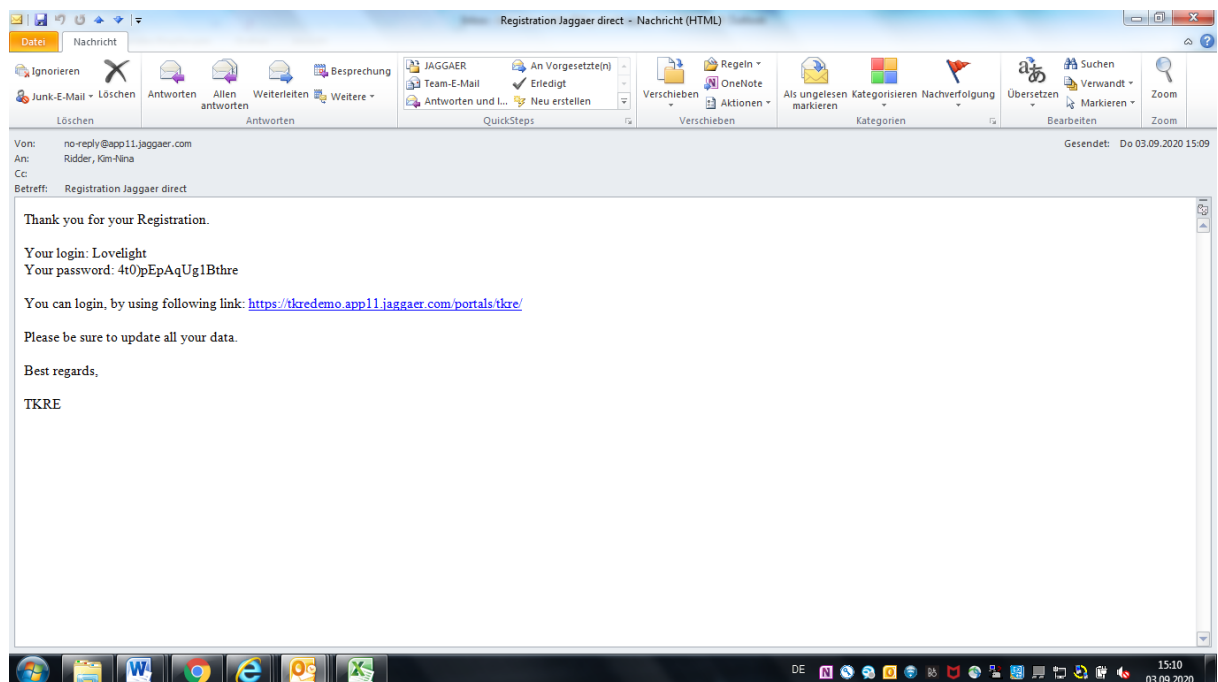 Registration Jaggaer direct - Nachricht (HTML)
Datei Nachricht
Ignorieren
Junk-E-Mail
Löschen
Löschen
Antworten
Allen antworten
Weiterleiten
Besprechung
Weitere
Antworten
JAGGAER
Team-E-Mail
Antworten und l...
An Vorgesetzte(n)
Erledigt
Neu erstellen
QuickSteps
Verschieben
Regeln
OneNote
Aktionen
Verschieben
Als ungelesen markieren
Kategorisieren
Nachverfolgung
Kategorien
Übersetzen
Suchen
Verwandt
Markieren
Bearbeiten
Zoom
Zoom
Von: no-reply@app11.jaggaer.com
Gesendet: Do 03.09.2020 15:09
An: Ridder, Kim-Nina
Cc:
Betreff: Registration Jaggaer direct
Thank you for your Registration.
Your login: Lovelight
Your password: 4t0)pEpAqUg1Bthre
You can login, by using following link: https://tkredemo.app11.jaggaer.com/portals/tkre/
Please be sure to update all your data.
Best regards,
TKRE
DE
15:10
03.09.2020